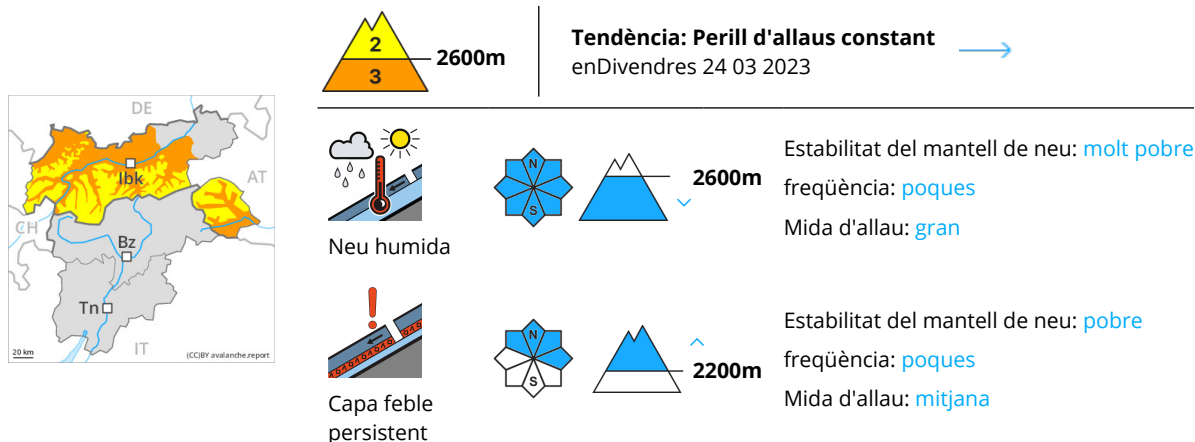 2
3
2600m
Tendència: Perill d'allaus constant
enDivendres 24 03 2023
DE
AT
CH
IT
Ibk
Bz
Tn
20 km
(CC)BY avalanche.report
Neu humida
N
S
2600m
Estabilitat del mantell de neu: molt pobre
freqüència: poques
Mida d'allau: gran
Capa feble
persistent
N
S
2200m
Estabilitat del mantell de neu: pobre
freqüència: poques
Mida d'allau: mitjana